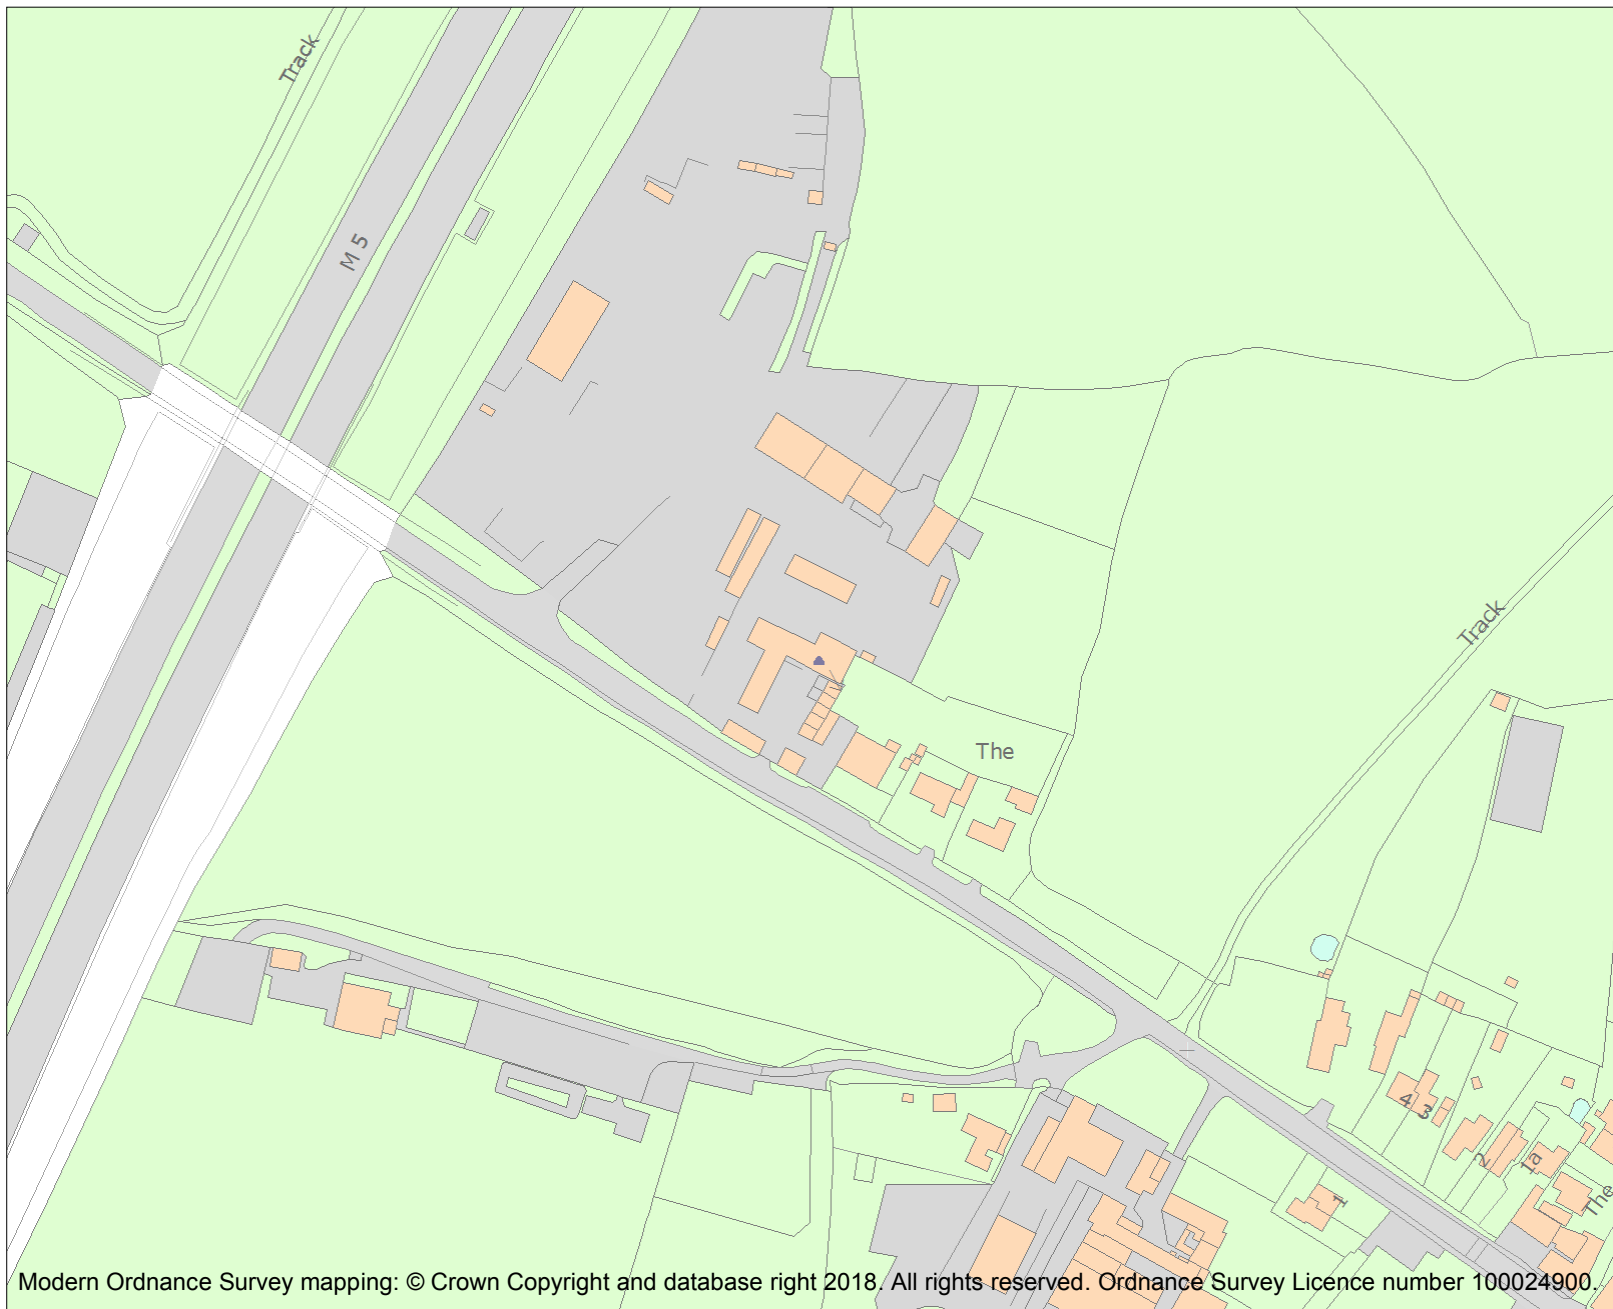 Track
M 5
Track
The
4
3
2
1a
1
The
Modern Ordnance Survey mapping: © Crown Copyright and database right 2018. All rights reserved. Ordnance Survey Licence number 100024900.